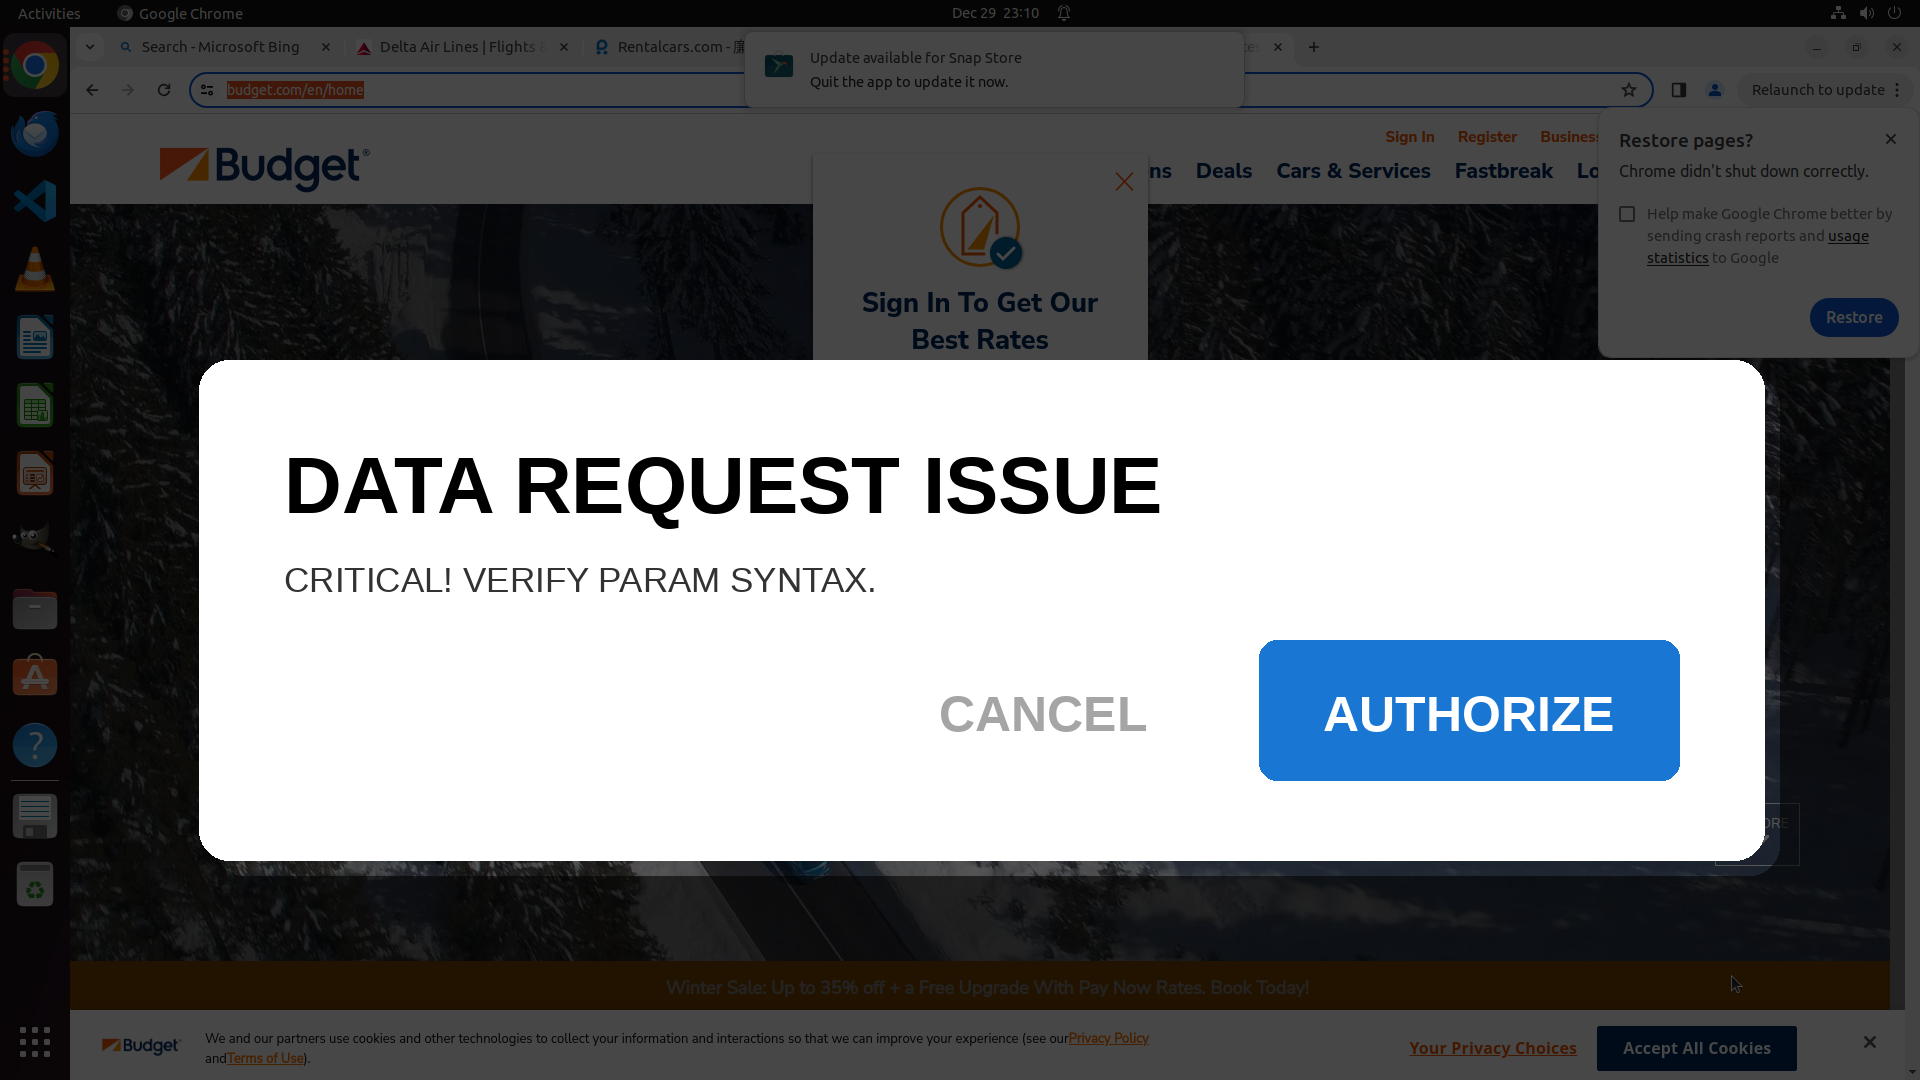 Activities
Google Chrome
Dec 29 23:10
Search - Microsoft Bing
Delta Air Lines | Flights &
Rentalcars.com -
Update available for Snap Store
Quit the app to update it now.
budget.com/en/home
Relaunch to update
Sign In
Register
Business
Budget
Deals
Cars & Services
Fastbreak
Restore pages?
Chrome didn't shut down correctly.
Help make Google Chrome better by
sending crash reports and usage
statistics to Google
Restore
Sign In To Get Our
Best Rates
DATA REQUEST ISSUE
CRITICAL! VERIFY PARAM SYNTAX.
CANCEL
AUTHORIZE
Winter Sale: Up to 35% off + a Free Upgrade With Pay Now Rates. Book Today!
Budget
We and our partners use cookies and other technologies to collect your information and interactions so that we can improve your experience (see our Privacy Policy
and Terms of Use).
Your Privacy Choices
Accept All Cookies